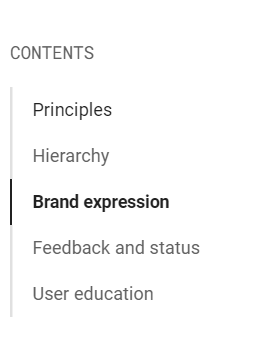 CONTENTS
Principles
Hierarchy
Brand expression
Feedback and status
User education